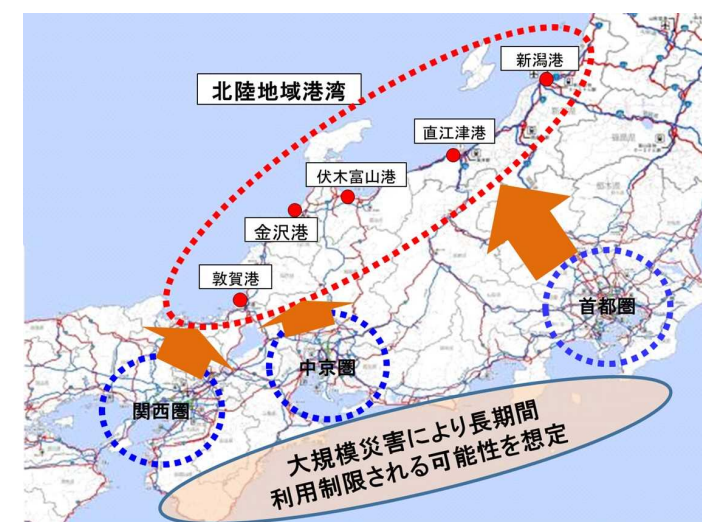 新潟港
北陸地域港湾
直江津港
伏木富山港
金沢港
敦賀港
首都圏
中京圏
関西圏
大規模災害により長期間
利用制限される可能性を想定